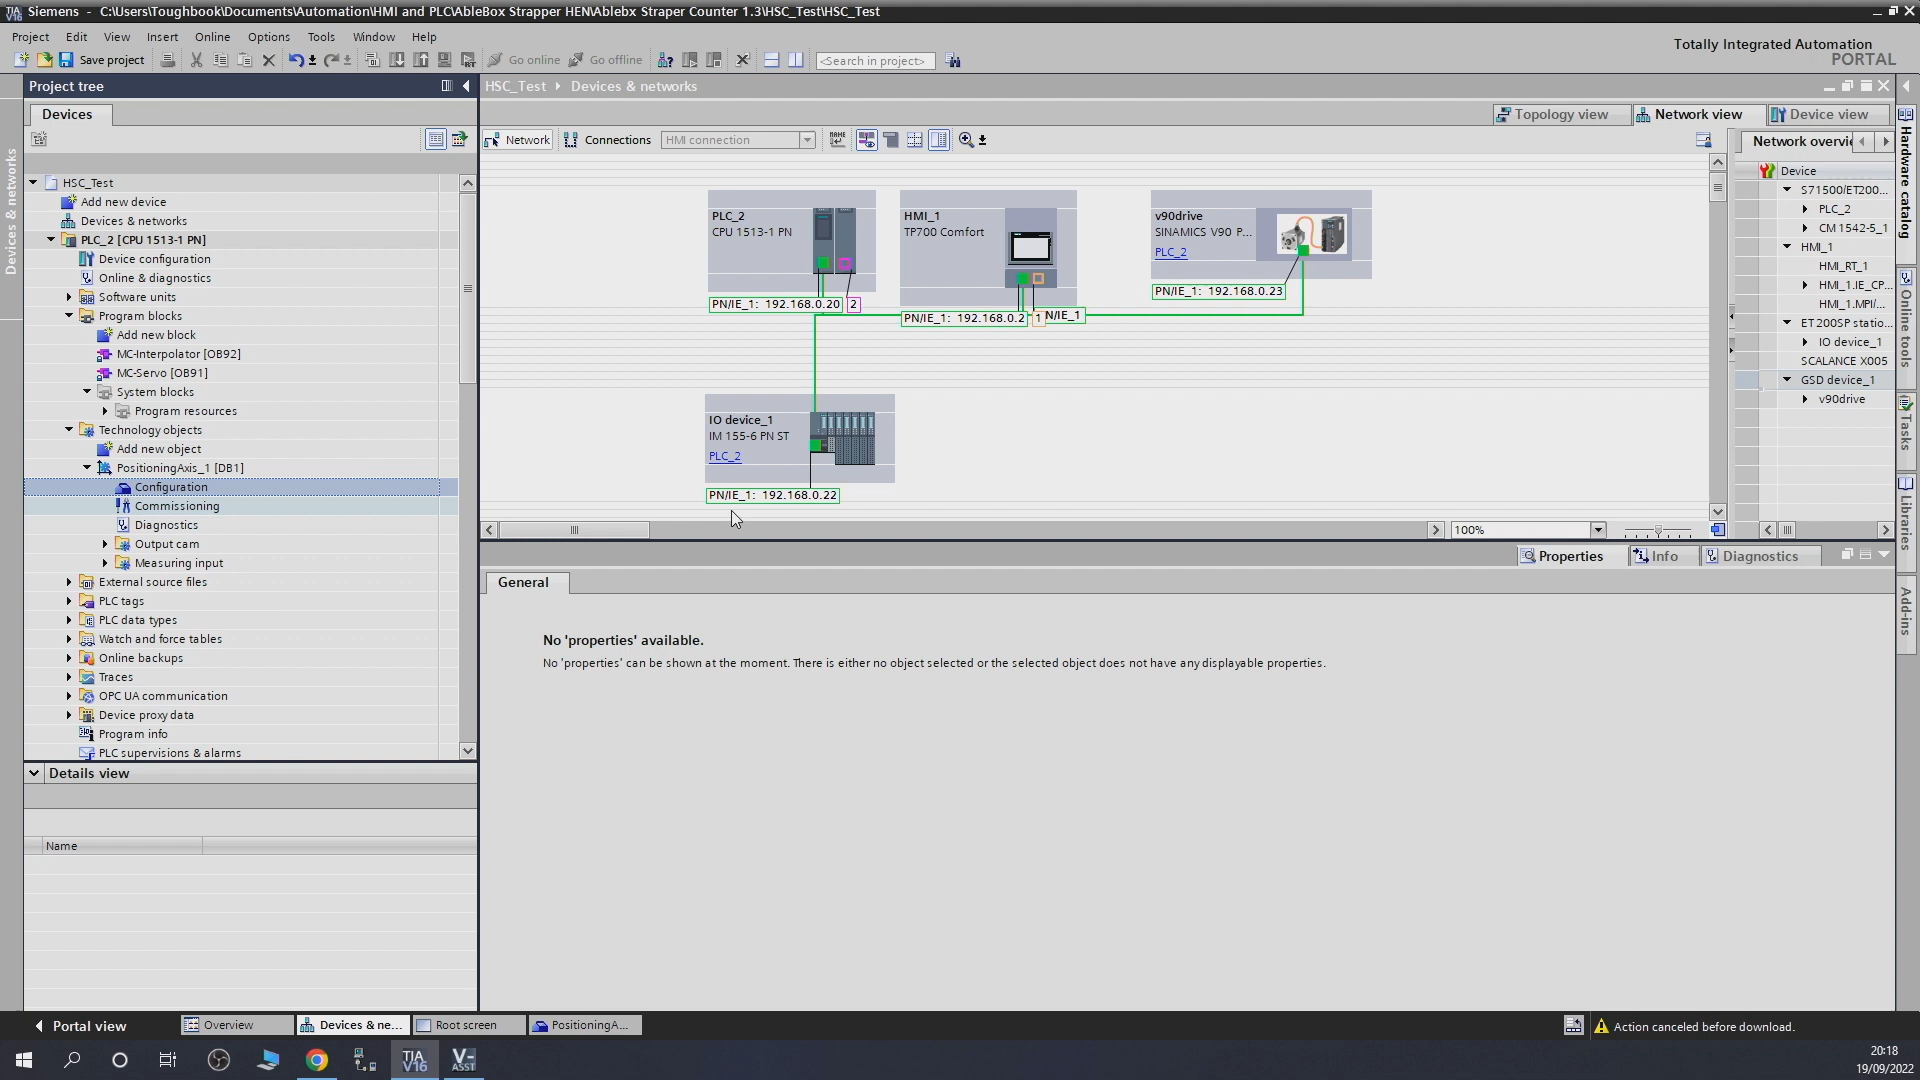 Siemens - C:\Users\Toughbook\Documents\Automation\HMI and PLC\AbleBox Strapper HEN\Ablebx Straper Counter 1.3\HSC_Test\HSC_Test
Project Edit View Insert Online Options Tools Window Help
Totally Integrated Automation
PORTAL
Save project
Go online
Go offline
<Search in project>
Project tree
Devices
Devices & networks
HSC_Test
Add new device
Devices & networks
PLC_2 [CPU 1513-1 PN]
Device configuration
Online & diagnostics
Software units
Program blocks
Add new block
MC-Interpolator [OB92]
MC-Servo [OB91]
System blocks
Program resources
Technology objects
Add new object
PositioningAxis_1 [DB1]
Configuration
Commissioning
Diagnostics
Output cam
Measuring input
External source files
PLC tags
PLC data types
Watch and force tables
Online backups
Traces
OPC UA communication
Device proxy data
Program info
PLC supervisions & alarms
Details view
Name
HSC_Test
Devices & networks
Topology view
Network view
Device view
Network
Connections
HMI connection
PLC_2
CPU 1513-1 PN
PN/IE_1: 192.168.0.20
2
HMI_1
TP700 Comfort
PN/IE_1: 192.168.0.2
1
N/IE_1
v90drive
SINAMICS V90 P...
PLC_2
PN/IE_1: 192.168.0.23
IO device_1
IM 155-6 PN ST
PLC_2
PN/IE_1: 192.168.0.22
100%
Network overvie
Device
S71500/ET200...
PLC_2
CM 1542-5_1
HMI_1
HMI_RT_1
HMI_1.IE_CP...
HMI_1.MPI/...
ET 200SP statio...
IO device_1
SCALANCE X005
GSD device_1
v90drive
Hardware catalog
Online tools
Tasks
Libraries
Add-ins
Properties
Info
Diagnostics
General
No 'properties' available.
No 'properties' can be shown at the moment. There is either no object selected or the selected object does not have any displayable properties.
Portal view
Overview
Devices & ne...
Root screen
PositioningA...
Action canceled before download.
TIA
V16
V-
ASST
20:18
19/09/2022